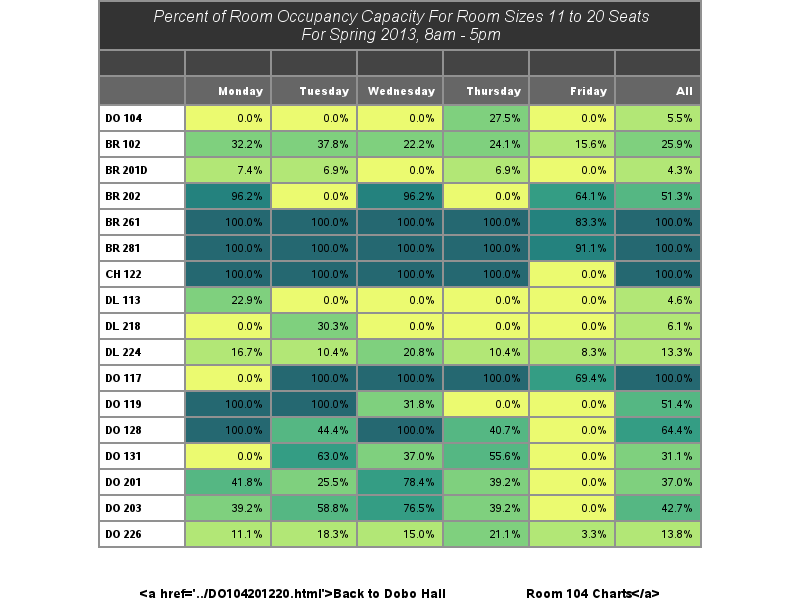 Percent of Room Occupancy Capacity For Room Sizes 11 to 20 Seats
For Spring 2013, 8am - 5pm
Monday Tuesday Wednesday Thursday Friday All
DO 104 0.0% 0.0% 0.0% 27.5% 0.0% 5.5%
BR 102 32.2% 37.8% 22.2% 24.1% 15.6% 25.9%
BR 201D 7.4% 6.9% 0.0% 6.9% 0.0% 4.3%
BR 202 96.2% 0.0% 96.2% 0.0% 64.1% 51.3%
BR 261 100.0% 100.0% 100.0% 100.0% 83.3% 100.0%
BR 281 100.0% 100.0% 100.0% 100.0% 91.1% 100.0%
CH 122 100.0% 100.0% 100.0% 100.0% 0.0% 100.0%
DL 113 22.9% 0.0% 0.0% 0.0% 0.0% 4.6%
DL 218 0.0% 30.3% 0.0% 0.0% 0.0% 6.1%
DL 224 16.7% 10.4% 20.8% 10.4% 8.3% 13.3%
DO 117 0.0% 100.0% 100.0% 100.0% 69.4% 100.0%
DO 119 100.0% 100.0% 31.8% 0.0% 0.0% 51.4%
DO 128 100.0% 44.4% 100.0% 40.7% 0.0% 64.4%
DO 131 0.0% 63.0% 37.0% 55.6% 0.0% 31.1%
DO 201 41.8% 25.5% 78.4% 39.2% 0.0% 37.0%
DO 203 39.2% 58.8% 76.5% 39.2% 0.0% 42.7%
DO 226 11.1% 18.3% 15.0% 21.1% 3.3% 13.8%
<a href='../DO104201220.html'>Back to Dobo Hall Room 104 Charts</a>